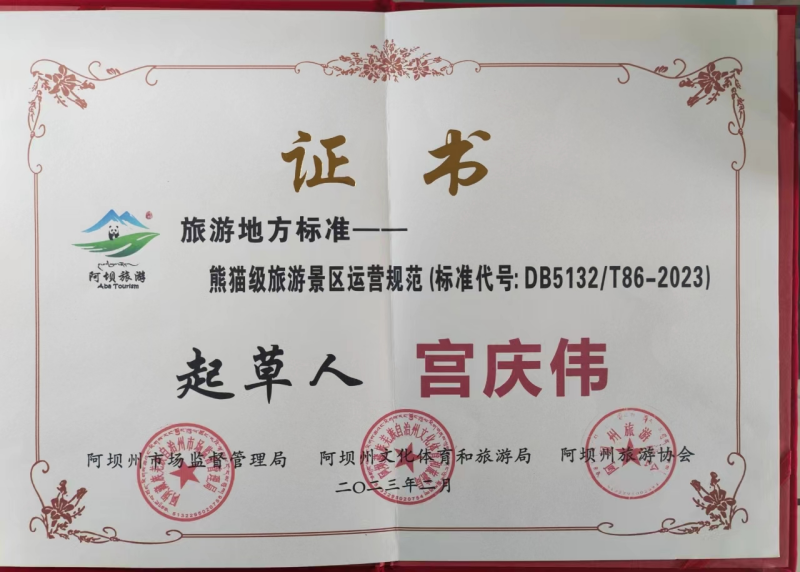 证书
旅游地方标准——
阿坝旅游
Aba Tourism
熊猫级旅游景区运营规范(标准代号:DB5132/T86-2023)
起草人 宫庆伟
阿坝州市场监督管理局 阿坝州文化体育和旅游局 阿坝州旅游协会
二〇二三年二月